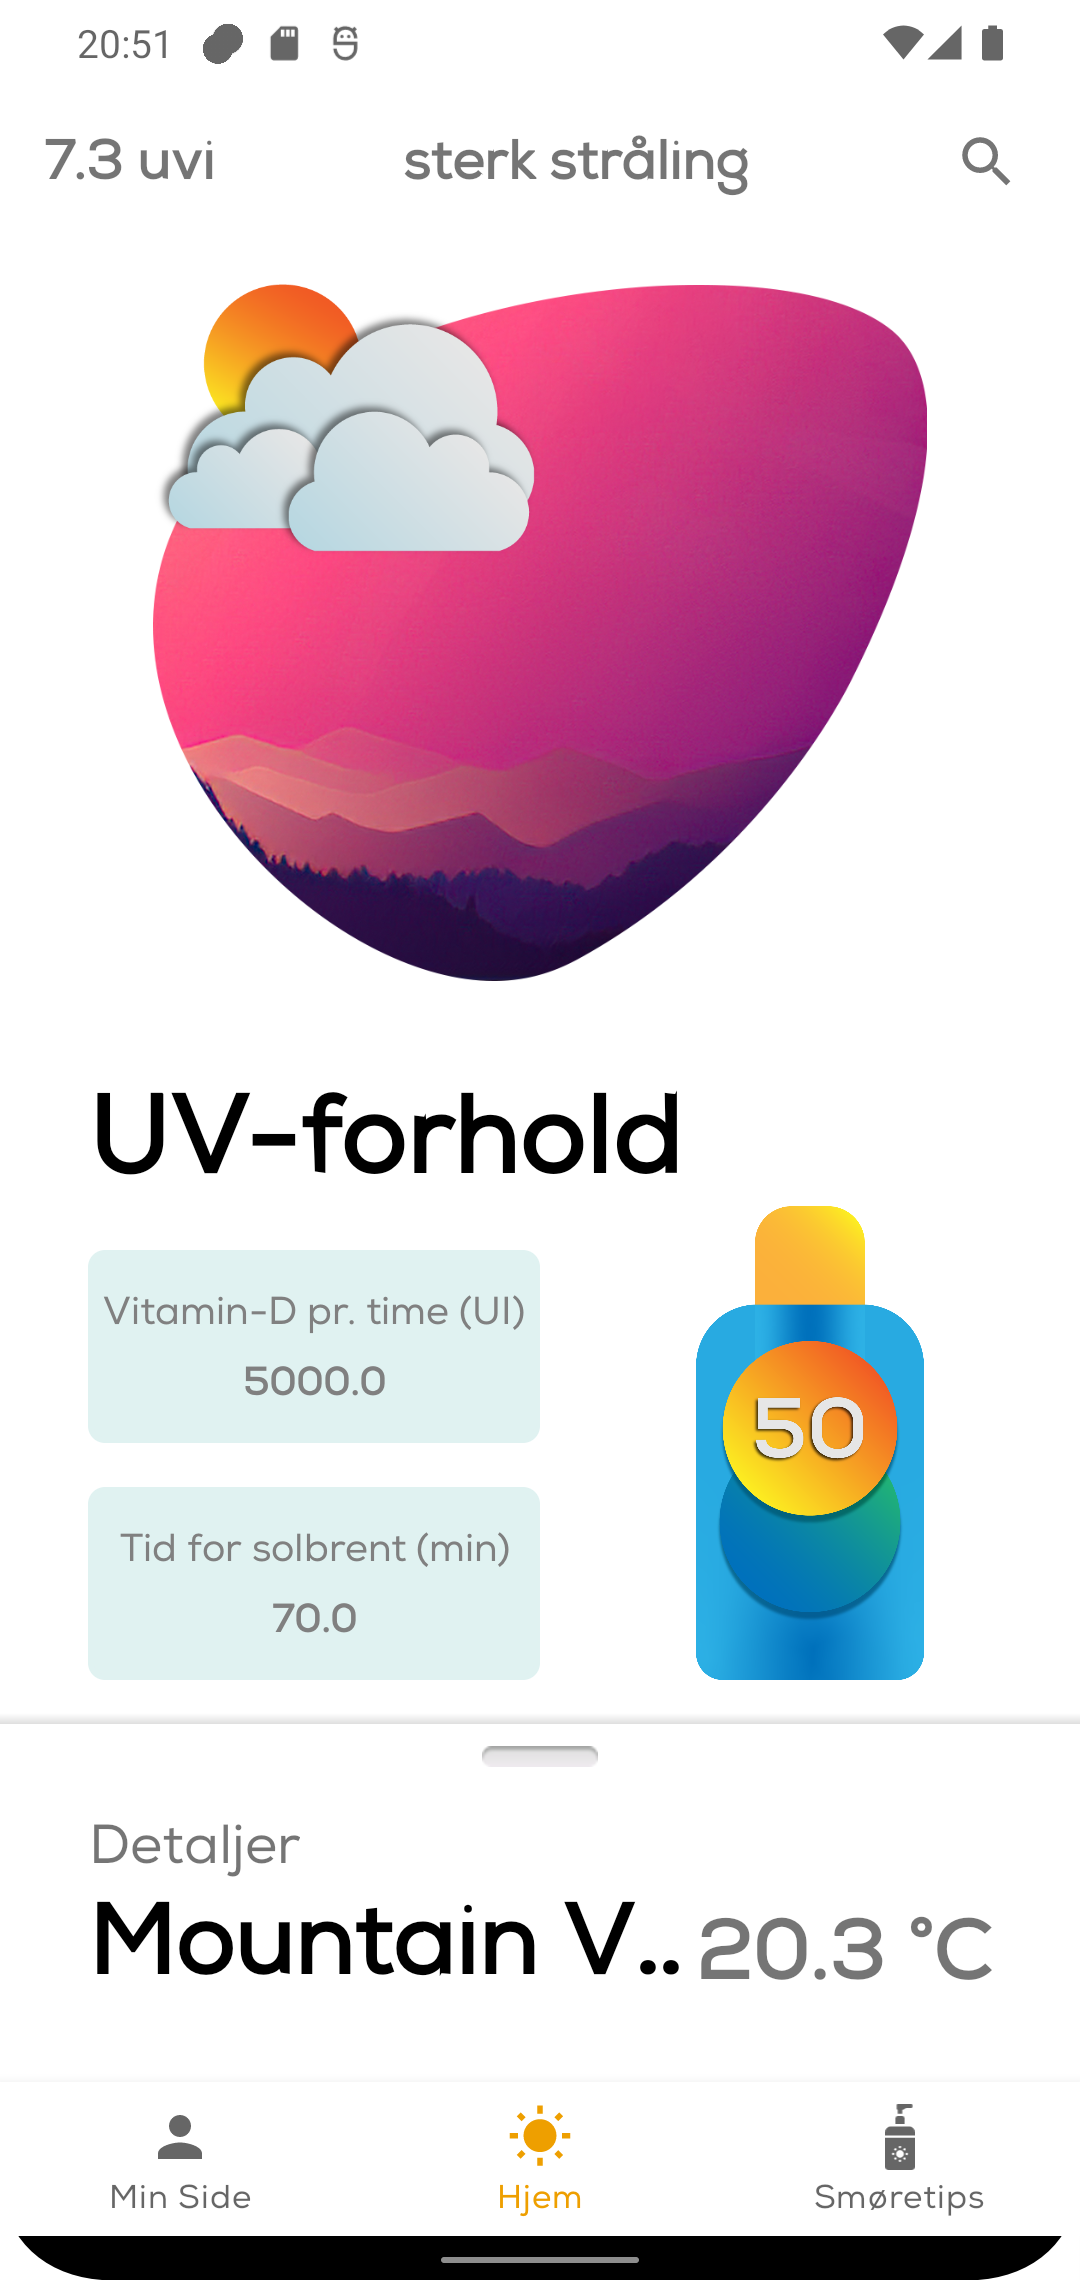 20:51
7.3 uvi sterk stråling
UV-forhold
Vitamin-D pr. time (UI)
5000.0
50
Tid for solbrent (min)
70.0
Detaljer
Mountain V.. 20.3 °C
Min Side Hjem Smøretips